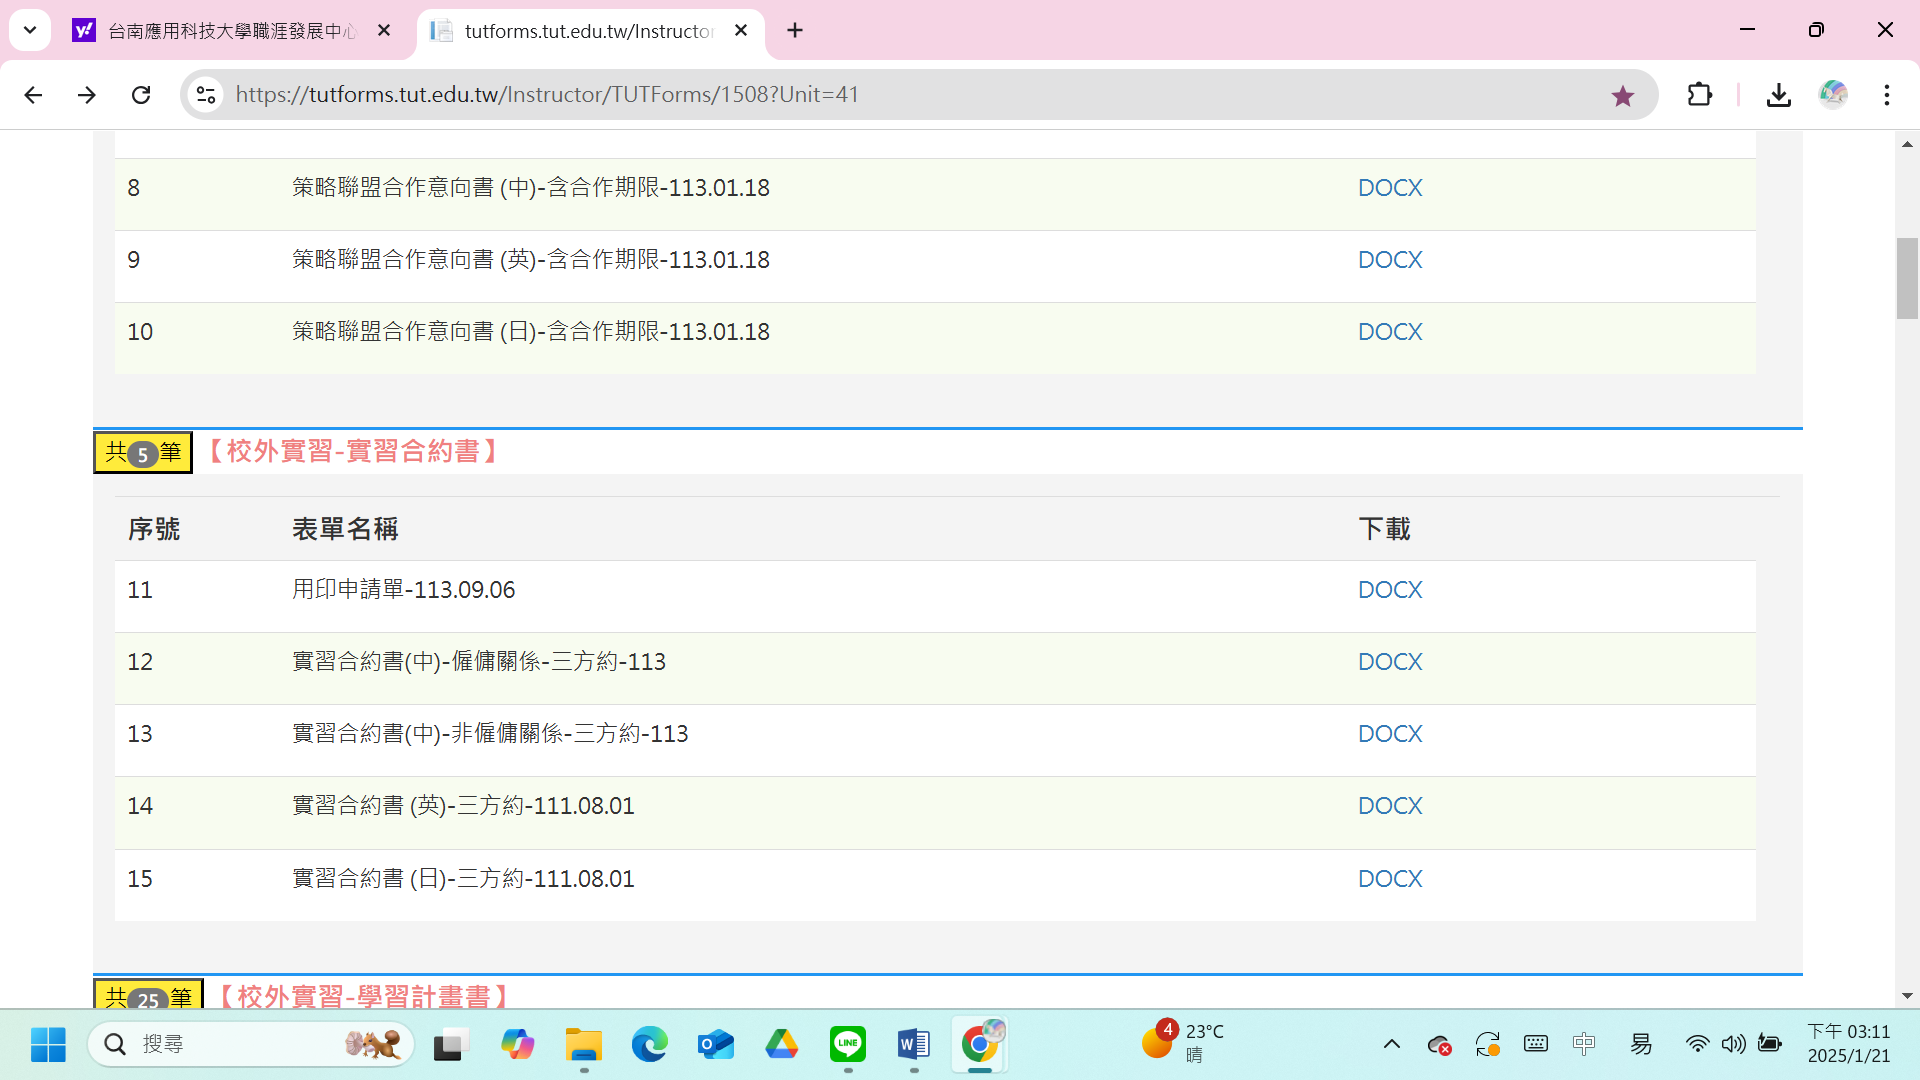 台南應用科技大學職涯發展中心
tutforms.tut.edu.tw/Instructor
https://tutforms.tut.edu.tw/Instructor/TUTForms/1508?Unit=41
8 策略聯盟合作意向書 (中)-含合作期限-113.01.18 DOCX
9 策略聯盟合作意向書 (英)-含合作期限-113.01.18 DOCX
10 策略聯盟合作意向書 (日)-含合作期限-113.01.18 DOCX
共 5 筆 【校外實習-實習合約書】
序號 表單名稱 下載
11 用印申請單-113.09.06 DOCX
12 實習合約書(中)-僱傭關係-三方約-113 DOCX
13 實習合約書(中)-非僱傭關係-三方約-113 DOCX
14 實習合約書 (英)-三方約-111.08.01 DOCX
15 實習合約書 (日)-三方約-111.08.01 DOCX
共 25 筆 【校外實習-學習計畫書】
搜尋
4 23°C
晴
中 易
下午 03:11
2025/1/21